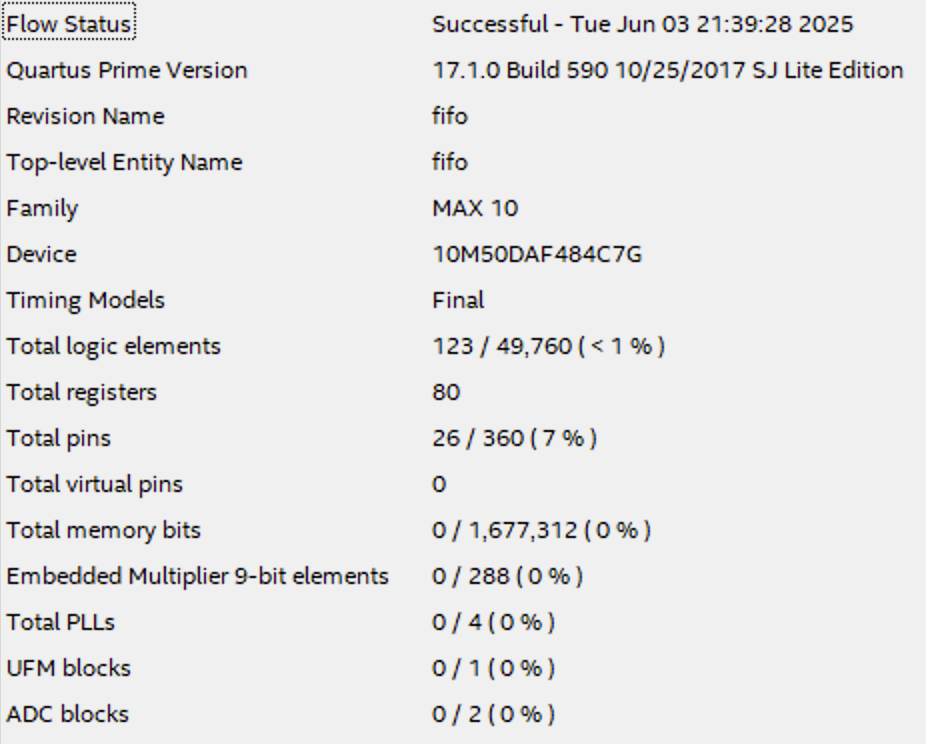 Flow Status Successful - Tue Jun 03 21:39:28 2025
Quartus Prime Version 17.1.0 Build 590 10/25/2017 SJ Lite Edition
Revision Name fifo
Top-level Entity Name fifo
Family MAX 10
Device 10M50DAF484C7G
Timing Models Final
Total logic elements 123 / 49,760 ( < 1 % )
Total registers 80
Total pins 26 / 360 ( 7 % )
Total virtual pins 0
Total memory bits 0 / 1,677,312 ( 0 % )
Embedded Multiplier 9-bit elements 0 / 288 ( 0 % )
Total PLLs 0 / 4 ( 0 % )
UFM blocks 0 / 1 ( 0 % )
ADC blocks 0 / 2 ( 0 % )